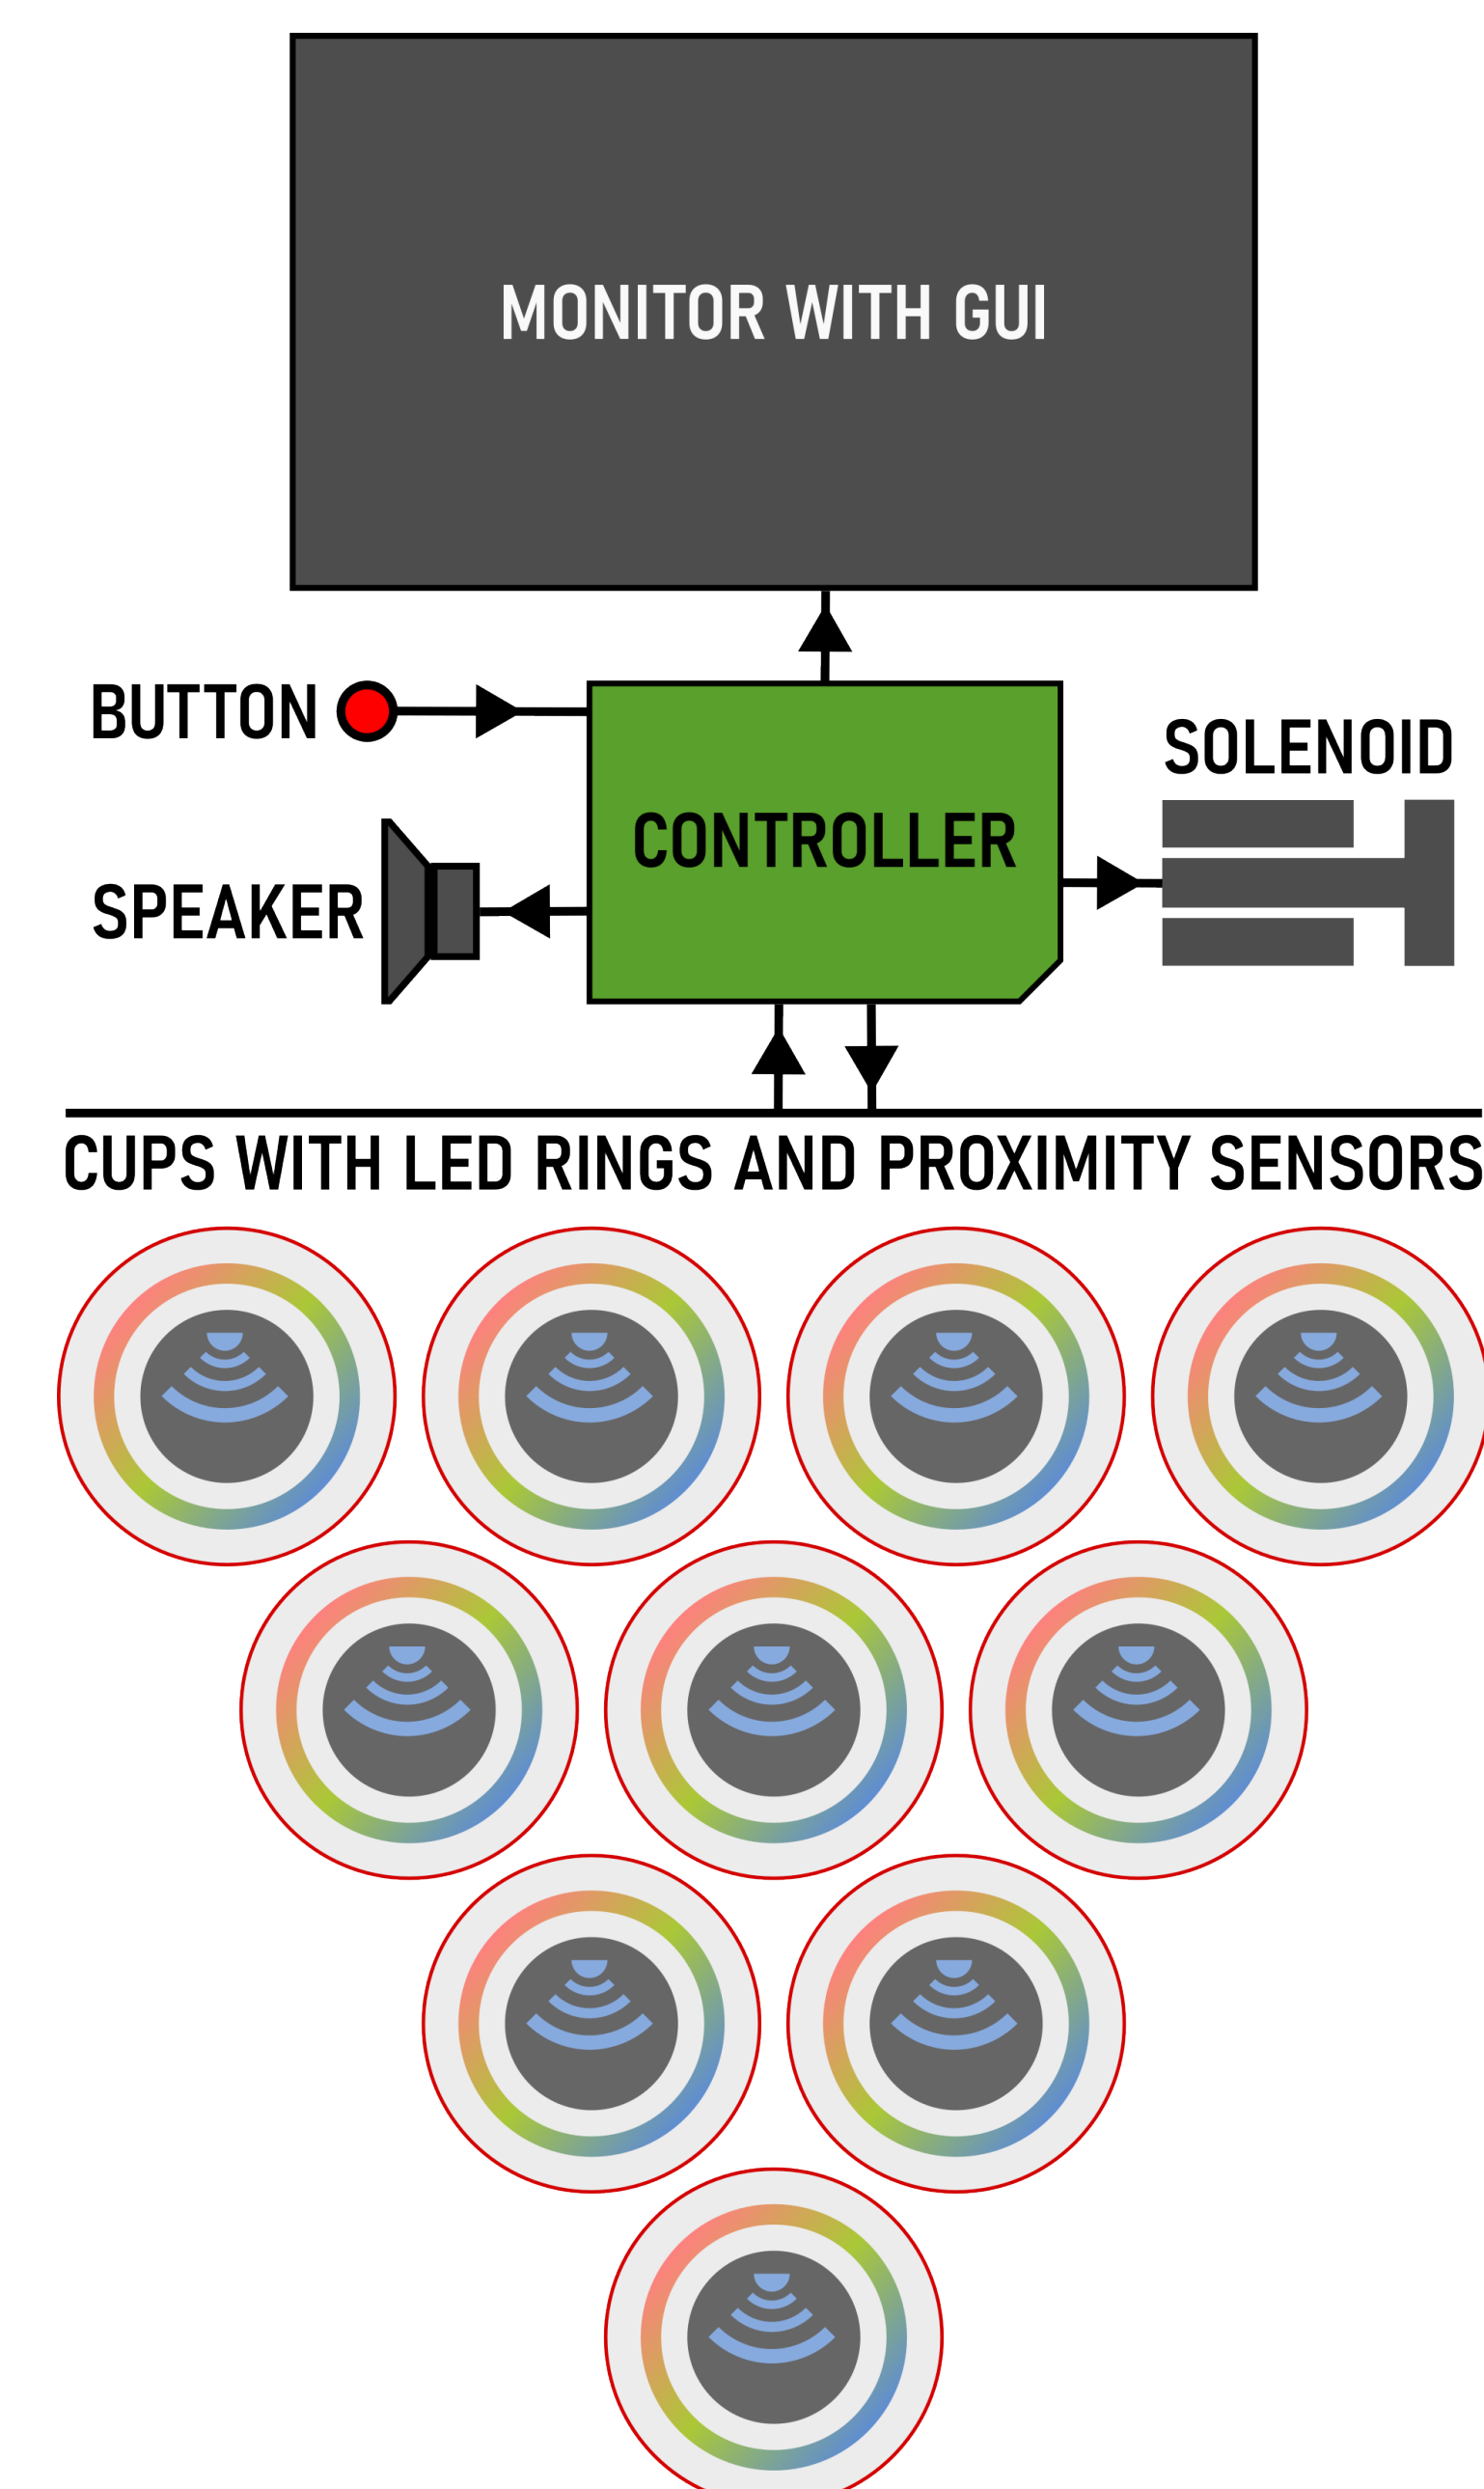 MONITOR WITH GUI
BUTTON
SOLENOID
CONTROLLER
SPEAKER
CUPS WITH LED RINGS AND PROXIMITY SENSORS